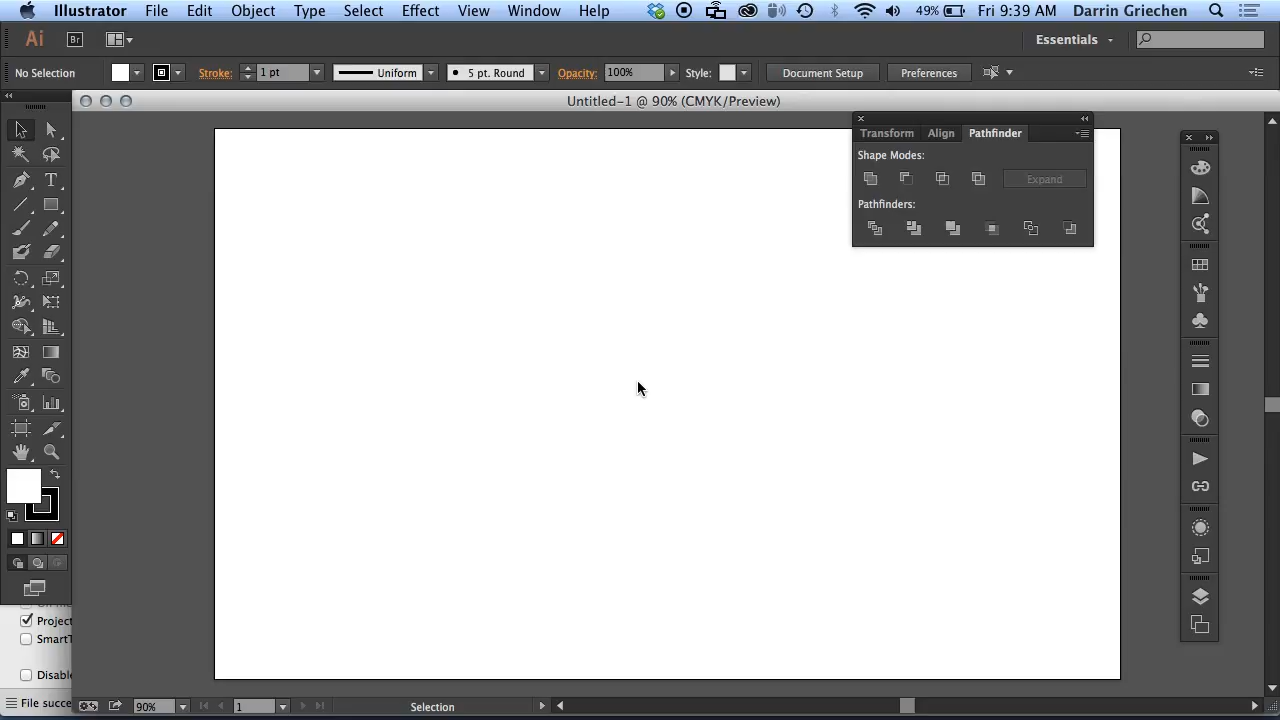 Illustrator File Edit Object Type Select Effect View Window Help 49% Fri 9:39 AM Darrin Griechen
Ai Br Essentials
No Selection Stroke: 1 pt Uniform 5 pt. Round Opacity: 100% Style: Document Setup Preferences
Untitled-1 @ 90% (CMYK/Preview)
Transform Align Pathfinder
Shape Modes:
Expand
Pathfinders:
T
Project
SmartT
Disable
File succe
90% 1 Selection